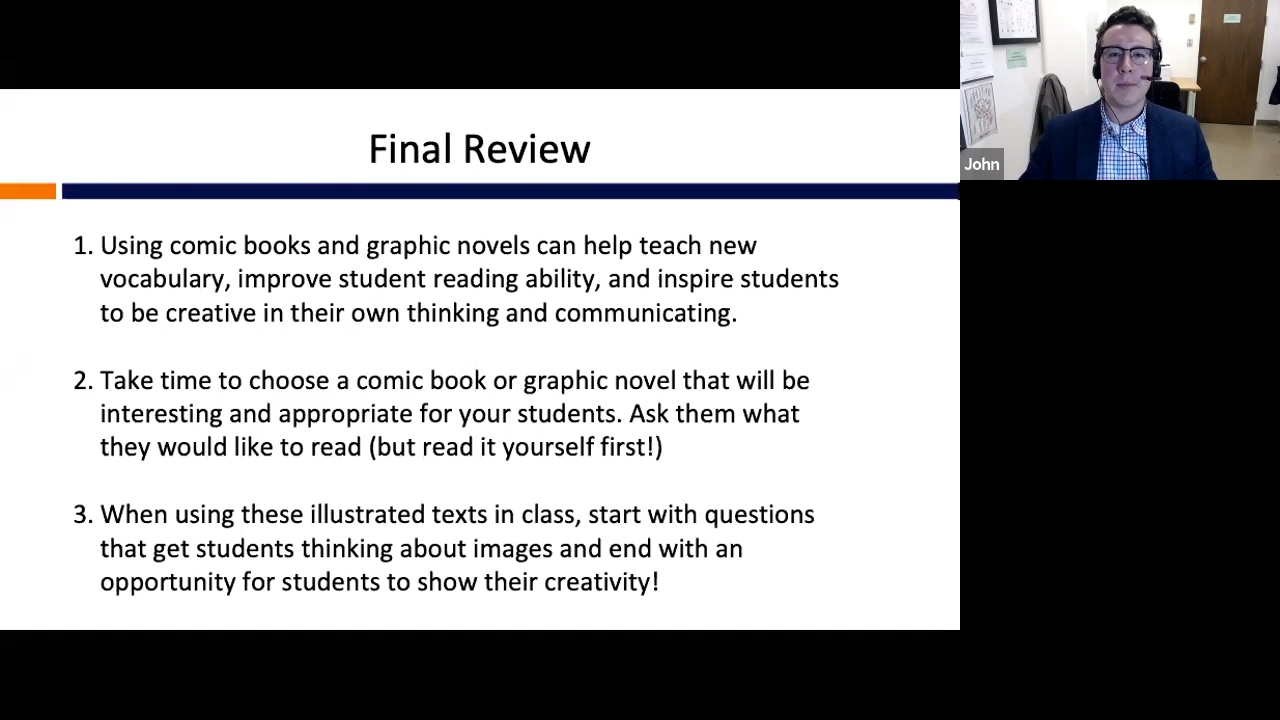 Final Review
1. Using comic books and graphic novels can help teach new
vocabulary, improve student reading ability, and inspire students
to be creative in their own thinking and communicating.
2. Take time to choose a comic book or graphic novel that will be
interesting and appropriate for your students. Ask them what
they would like to read (but read it yourself first!)
3. When using these illustrated texts in class, start with questions
that get students thinking about images and end with an
opportunity for students to show their creativity!
John